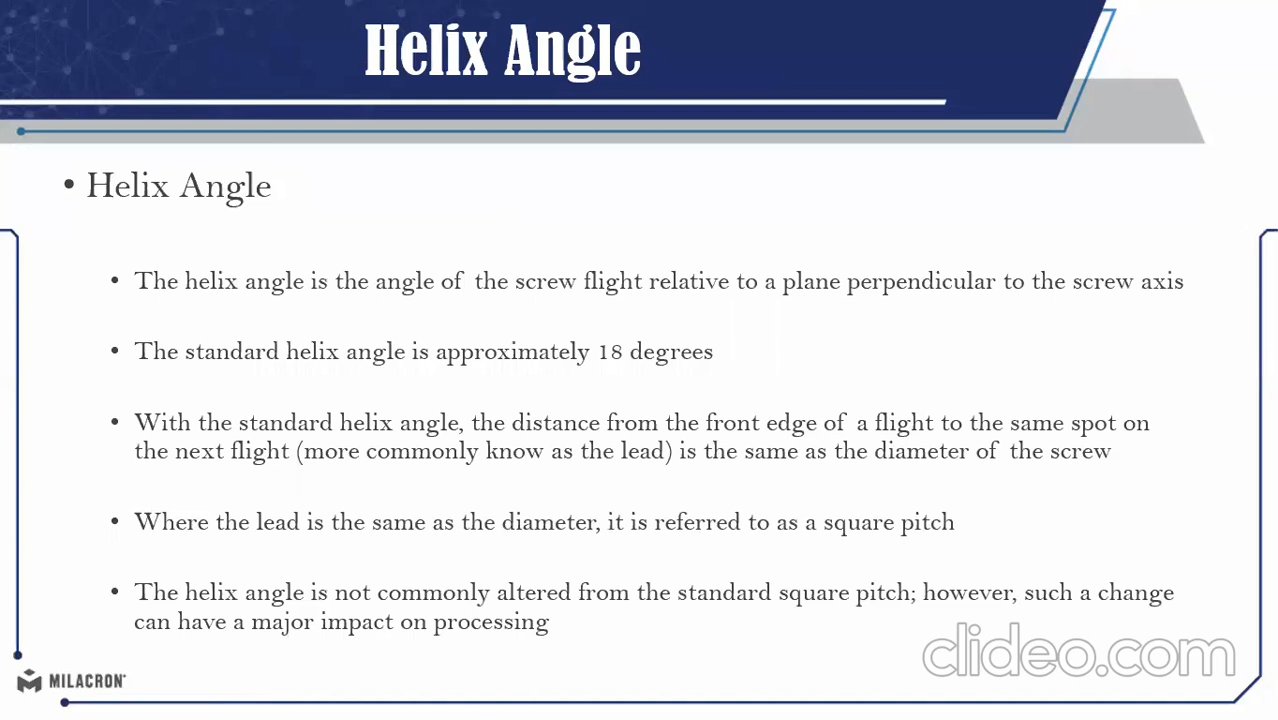 Helix Angle
• Helix Angle
• The helix angle is the angle of the screw flight relative to a plane perpendicular to the screw axis
• The standard helix angle is approximately 18 degrees
• With the standard helix angle, the distance from the front edge of a flight to the same spot on
the next flight (more commonly know as the lead) is the same as the diameter of the screw
• Where the lead is the same as the diameter, it is referred to as a square pitch
• The helix angle is not commonly altered from the standard square pitch; however, such a change
can have a major impact on processing
clideo.com
MILACRON